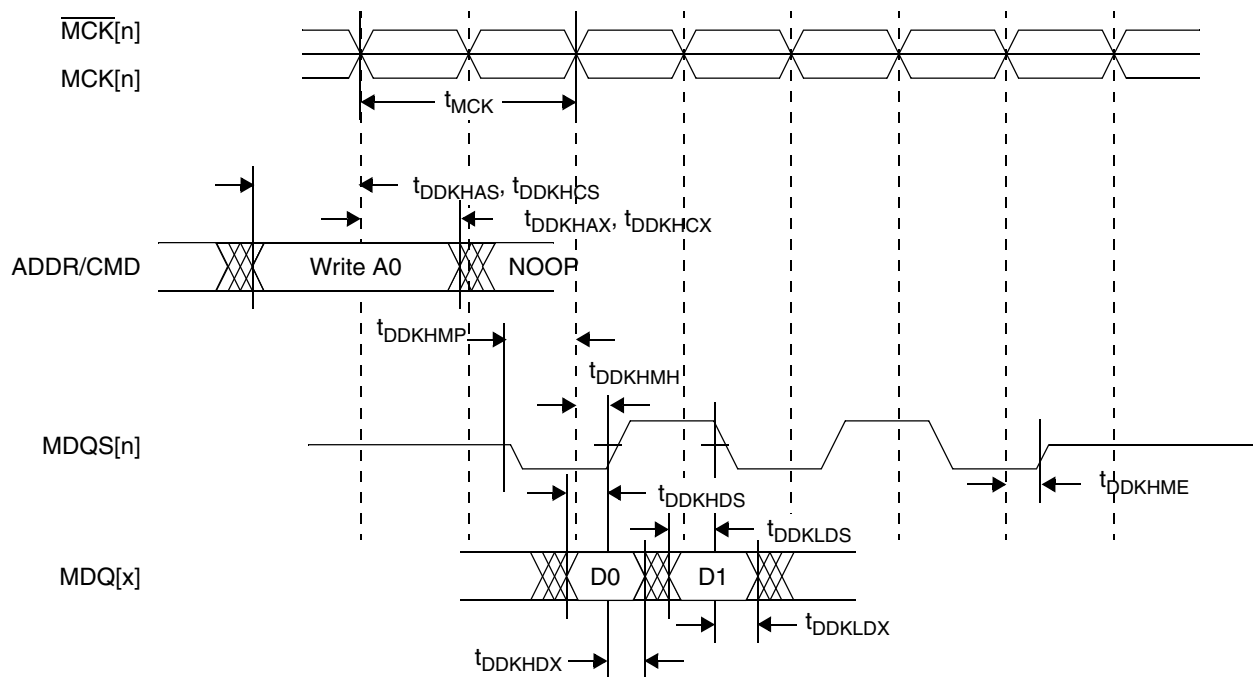 MCK[n]
MCK[n]
tMCK
tDDKHAS, tDDKHCS
tDDKHAX, tDDKHCX
ADDR/CMD Write A0 NOOP
tDDKHMP
tDDKHMH
MDQS[n]
tDDKHME
tDDKHDS
tDDKLDS
MDQ[x] D0 D1
tDDKLDX
tDDKHDX